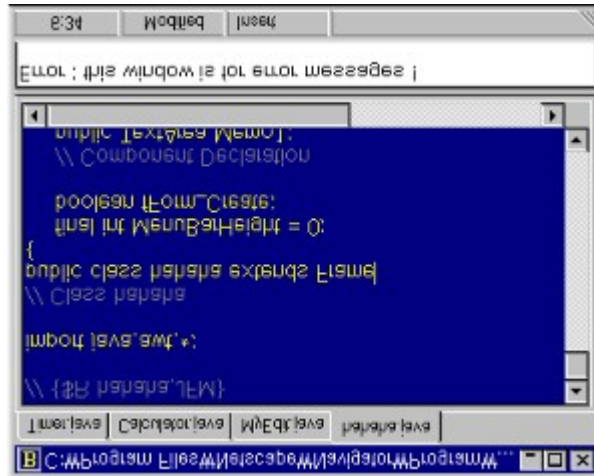 C:₩Program Files₩Netscape₩Navigator₩Program₩...
Timer.java Calculator.java MyEdit.java hahaha.java
// {$R hahaha.JFM}
import java.awt.*;
// Class hahaha
public class hahaha extends Frame
{
final int MenuBarHeight = 0;
boolean fForm_Create;
// Component Declaration
public TextArea Memo1;
Error : this window is for error messages !
6:34 Modified Insert